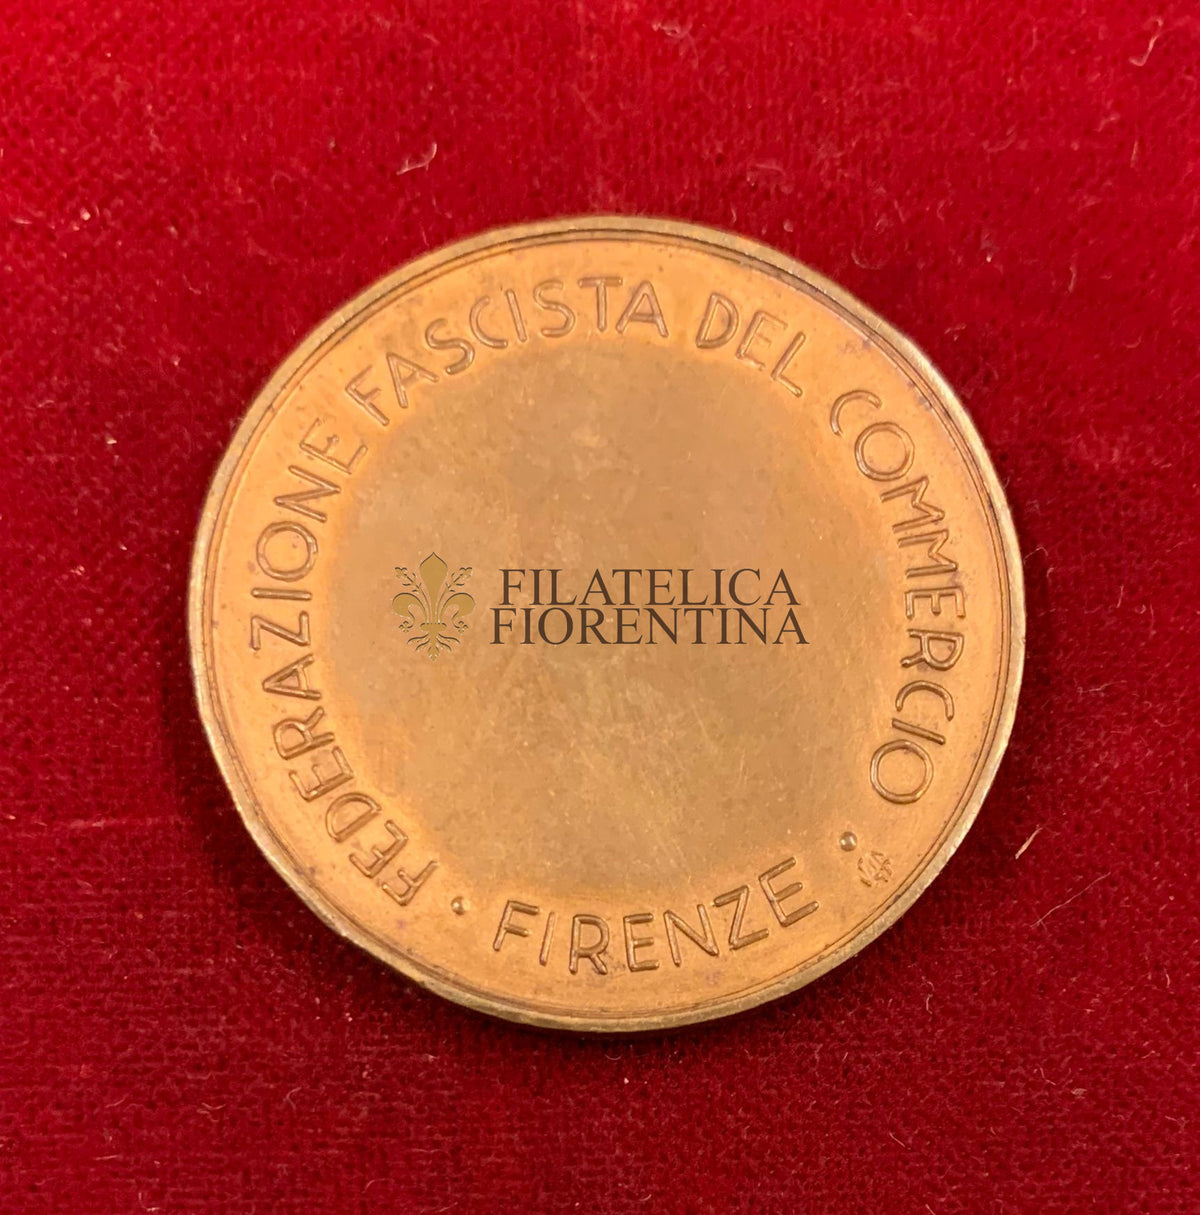 FEDERAZIONE FASCISTA DEL COMMERCIO
• FIRENZE •
FILATELICA
FIORENTINA